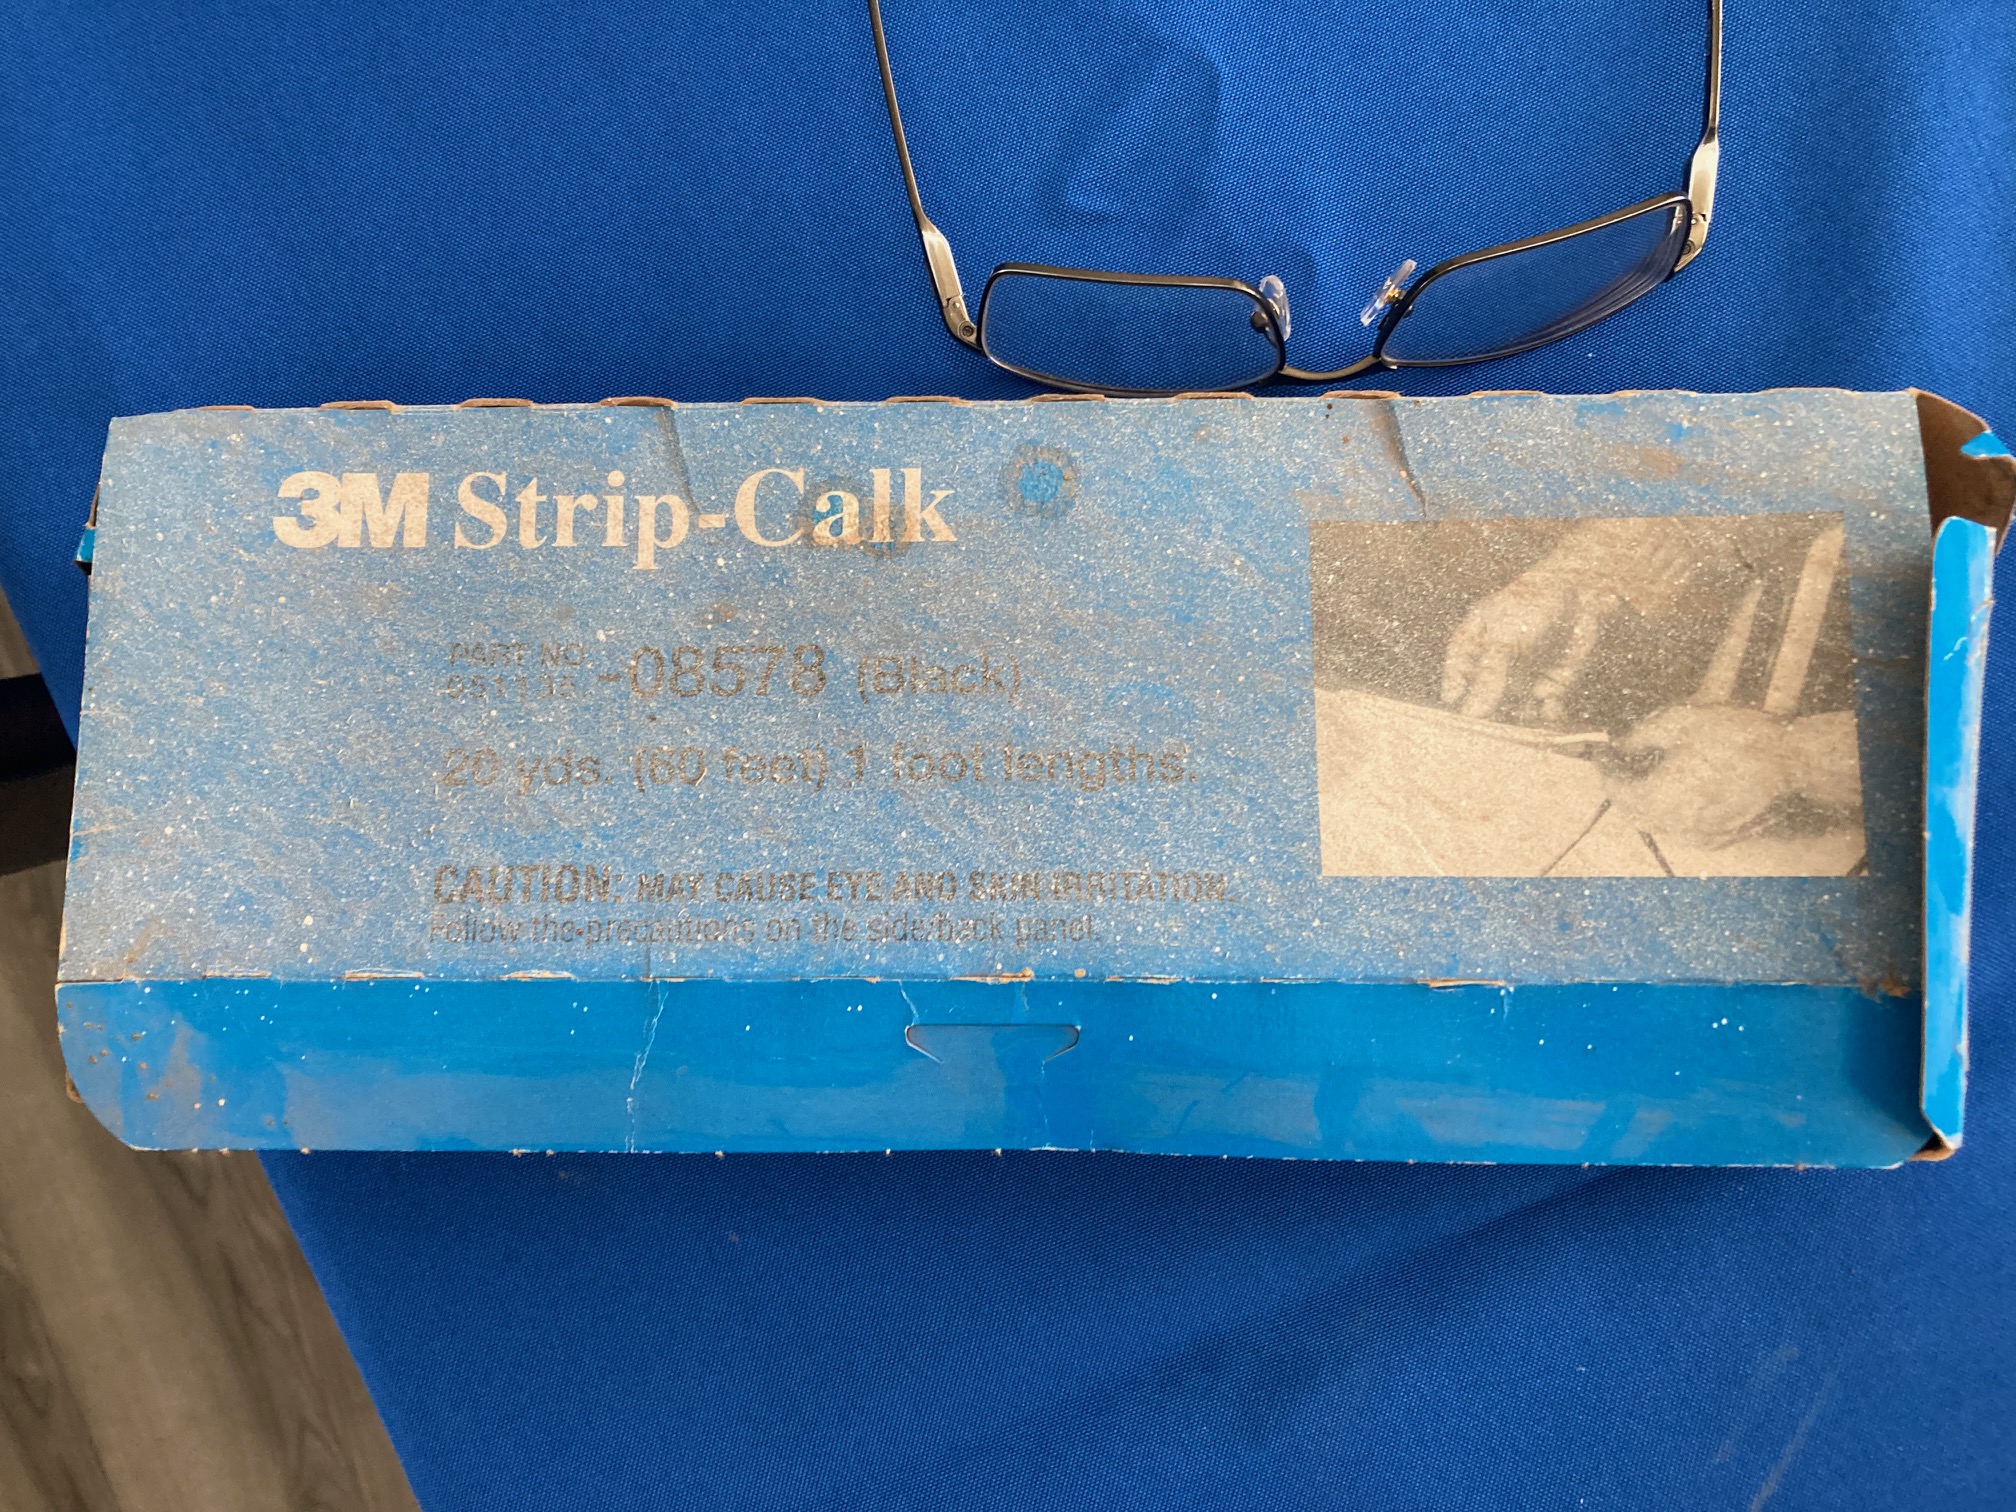 3M Strip-Calk
PART NO.
051135 -08578 (Black)
20 yds. (60 feet) 1 foot lengths.
CAUTION: MAY CAUSE EYE AND SKIN IRRITATION.
Follow the precautions on the side/back panel.